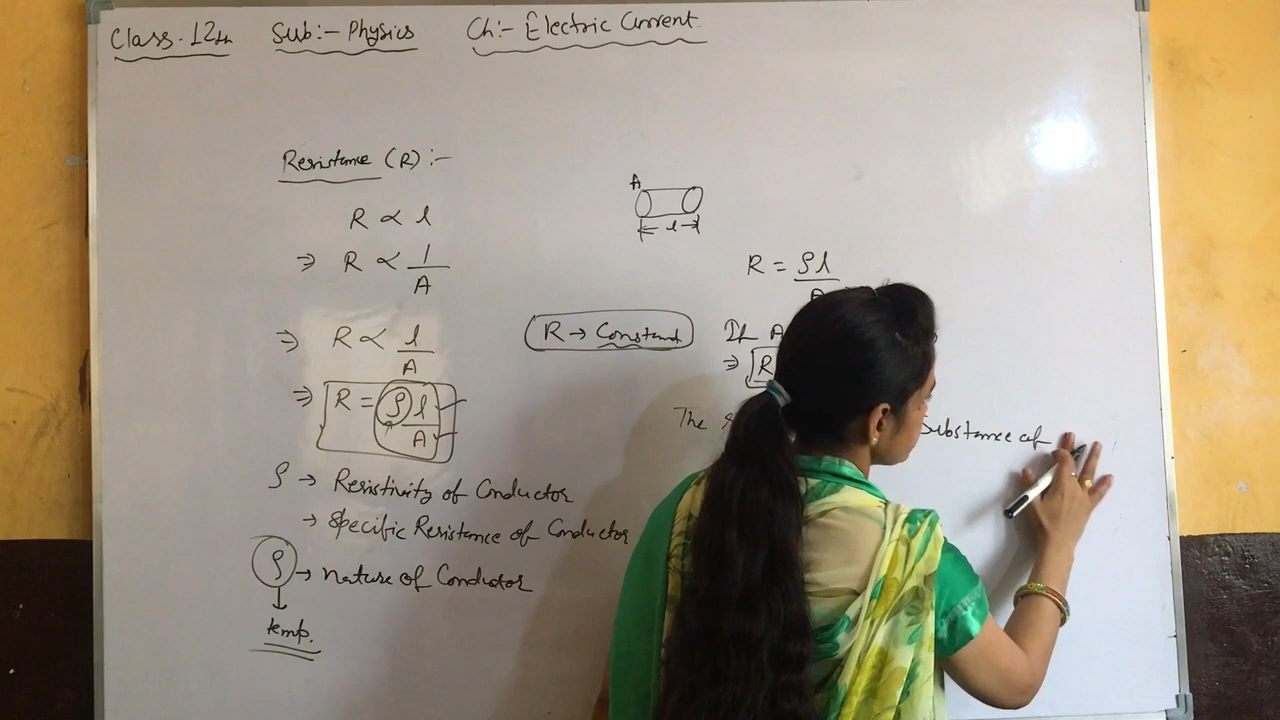 Class. 12th Sub:- Physics Ch:- Electric Current
Resistance (R) :-
R ∝ l
⇒ R ∝ 1/A
⇒ R ∝ l/A
⇒ R = ρl/A
ρ → Resistivity of Conductor
→ Specific Resistance of Conductor
ρ → nature of Conductor
↓
temp.
A
l
R = ρl
R → Constant
If A
⇒ R
The
Substance of